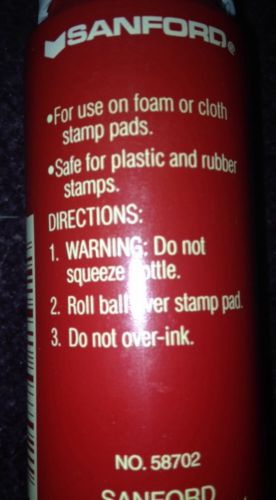 SANFORD®
•For use on foam or cloth
stamp pads.
•Safe for plastic and rubber
stamps.
DIRECTIONS:
1. WARNING: Do not
squeeze bottle.
2. Roll ball over stamp pad.
3. Do not over-ink.
NO. 58702
SANFORD